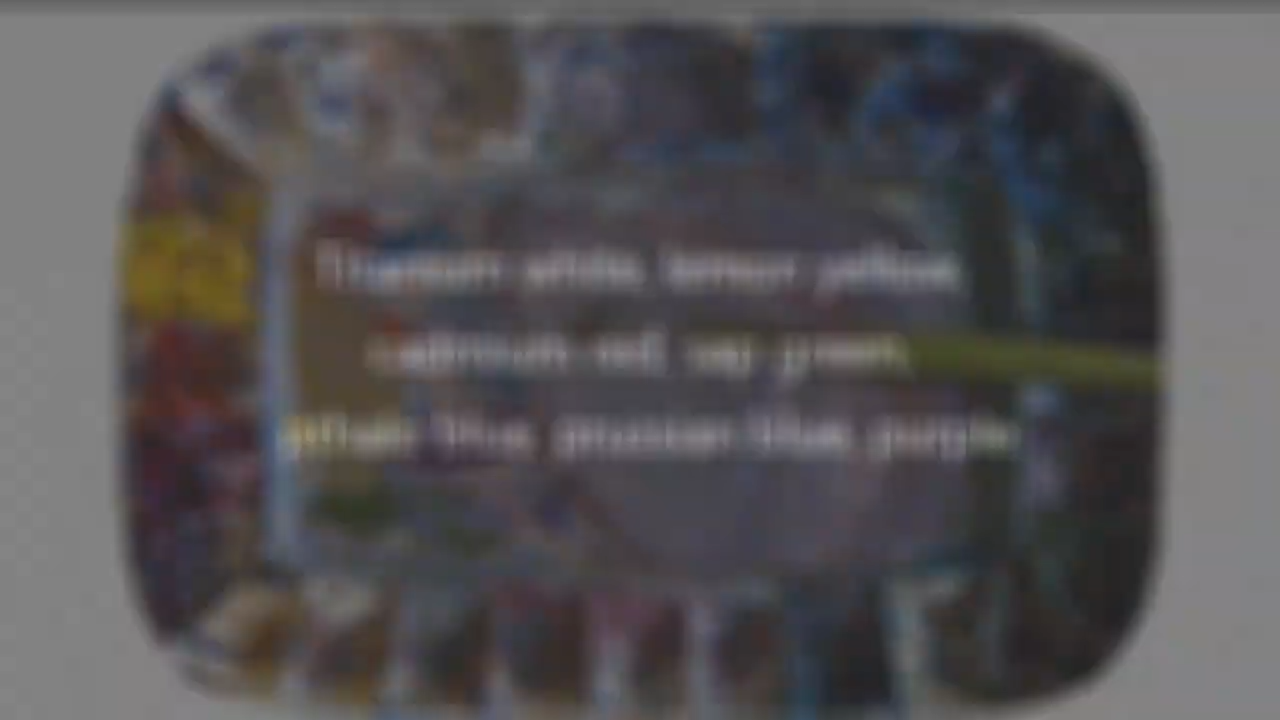 Titanium white, lemon yellow,
cadmium red, sap green,
blue, prussian blue, purple